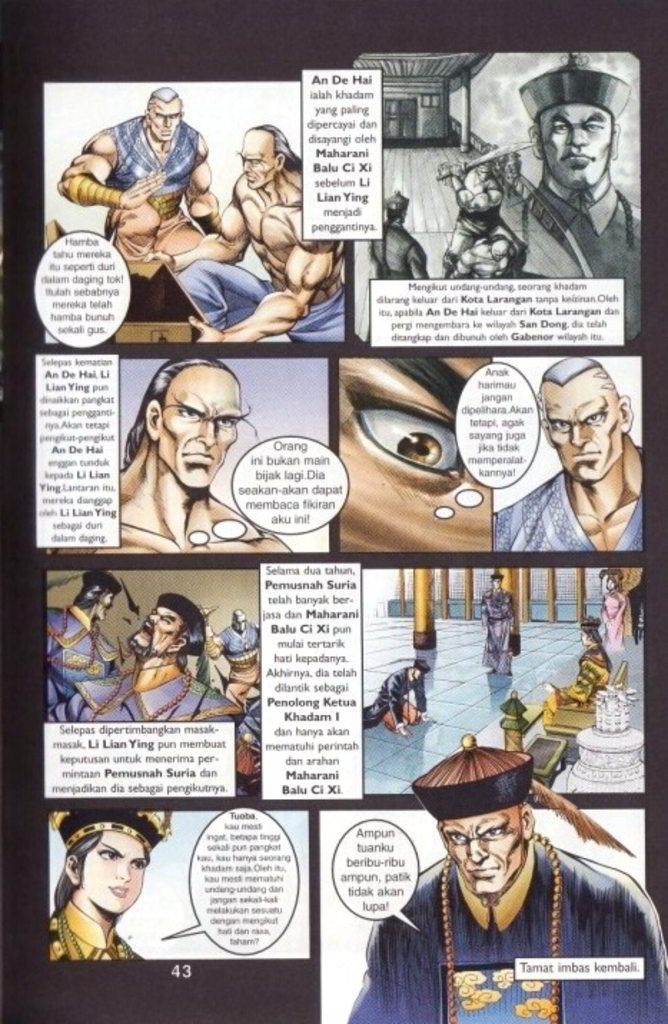 An De Hai
ialah khadam
yang paling
dipercayai dan
disayangi oleh
Maharani
Balu Ci Xi
sebelum Li
Lian Ying
menjadi
penggantinya.
Hamba
tahu mereka
itu seperti duri
dalam daging tok!
Itulah sebabnya
mereka telah
hamba bunuh
sekali gus.
Mengikut undang-undang, seorang khadam
dilarang keluar dari Kota Larangan tanpa keizinan.Oleh
itu, apabila An De Hai keluar dari Kota Larangan dan
pergi mengembara ke wilayah San Dong, dia telah
ditangkap dan dibunuh oleh Gabenor wilayah itu.
Selepas kematian
An De Hai, Li
Lian Ying pun
dinaikkan pangkat
sebagai pengganti-
nya.Akan tetapi
pengikut-pengikut
An De Hai
enggan tunduk
kepada Li Lian
Ying.Lantaran itu,
mereka dianggap
oleh Li Lian Ying
sebagai duri
dalam daging.
Orang
ini bukan main
bijak lagi.Dia
seakan-akan dapat
membaca fikiran
aku ini!
Anak
harimau
jangan
dipelihara.Akan
tetapi, agak
sayang juga
jika tidak
memperalat-
kannya!
Selepas dipertimbangkan masak-
masak, Li Lian Ying pun membuat
keputusan untuk menerima per-
mintaan Pemusnah Suria dan
menjadikan dia sebagai pengikutnya.
Selama dua tahun,
Pemusnah Suria
telah banyak ber-
jasa dan Maharani
Balu Ci Xi pun
mulai tertarik
hati kepadanya.
Akhirnya, dia telah
dilantik sebagai
Penolong Ketua
Khadam I
dan hanya akan
mematuhi perintah
dan arahan
Maharani
Balu Ci Xi.
Tuoba,
kau mesti
ingat, betapa tinggi
sekali pun pangkat
kau, kau hanya seorang
khadam saja.Oleh itu,
kau mesti mematuhi
undang-undang dan
jangan sekali-kali
melakukan sesuatu
dengan mengikut
hati dan rasa,
faham?
Ampun
tuanku
beribu-ribu
ampun, patik
tidak akan
lupa!
Tamat imbas kembali.
43